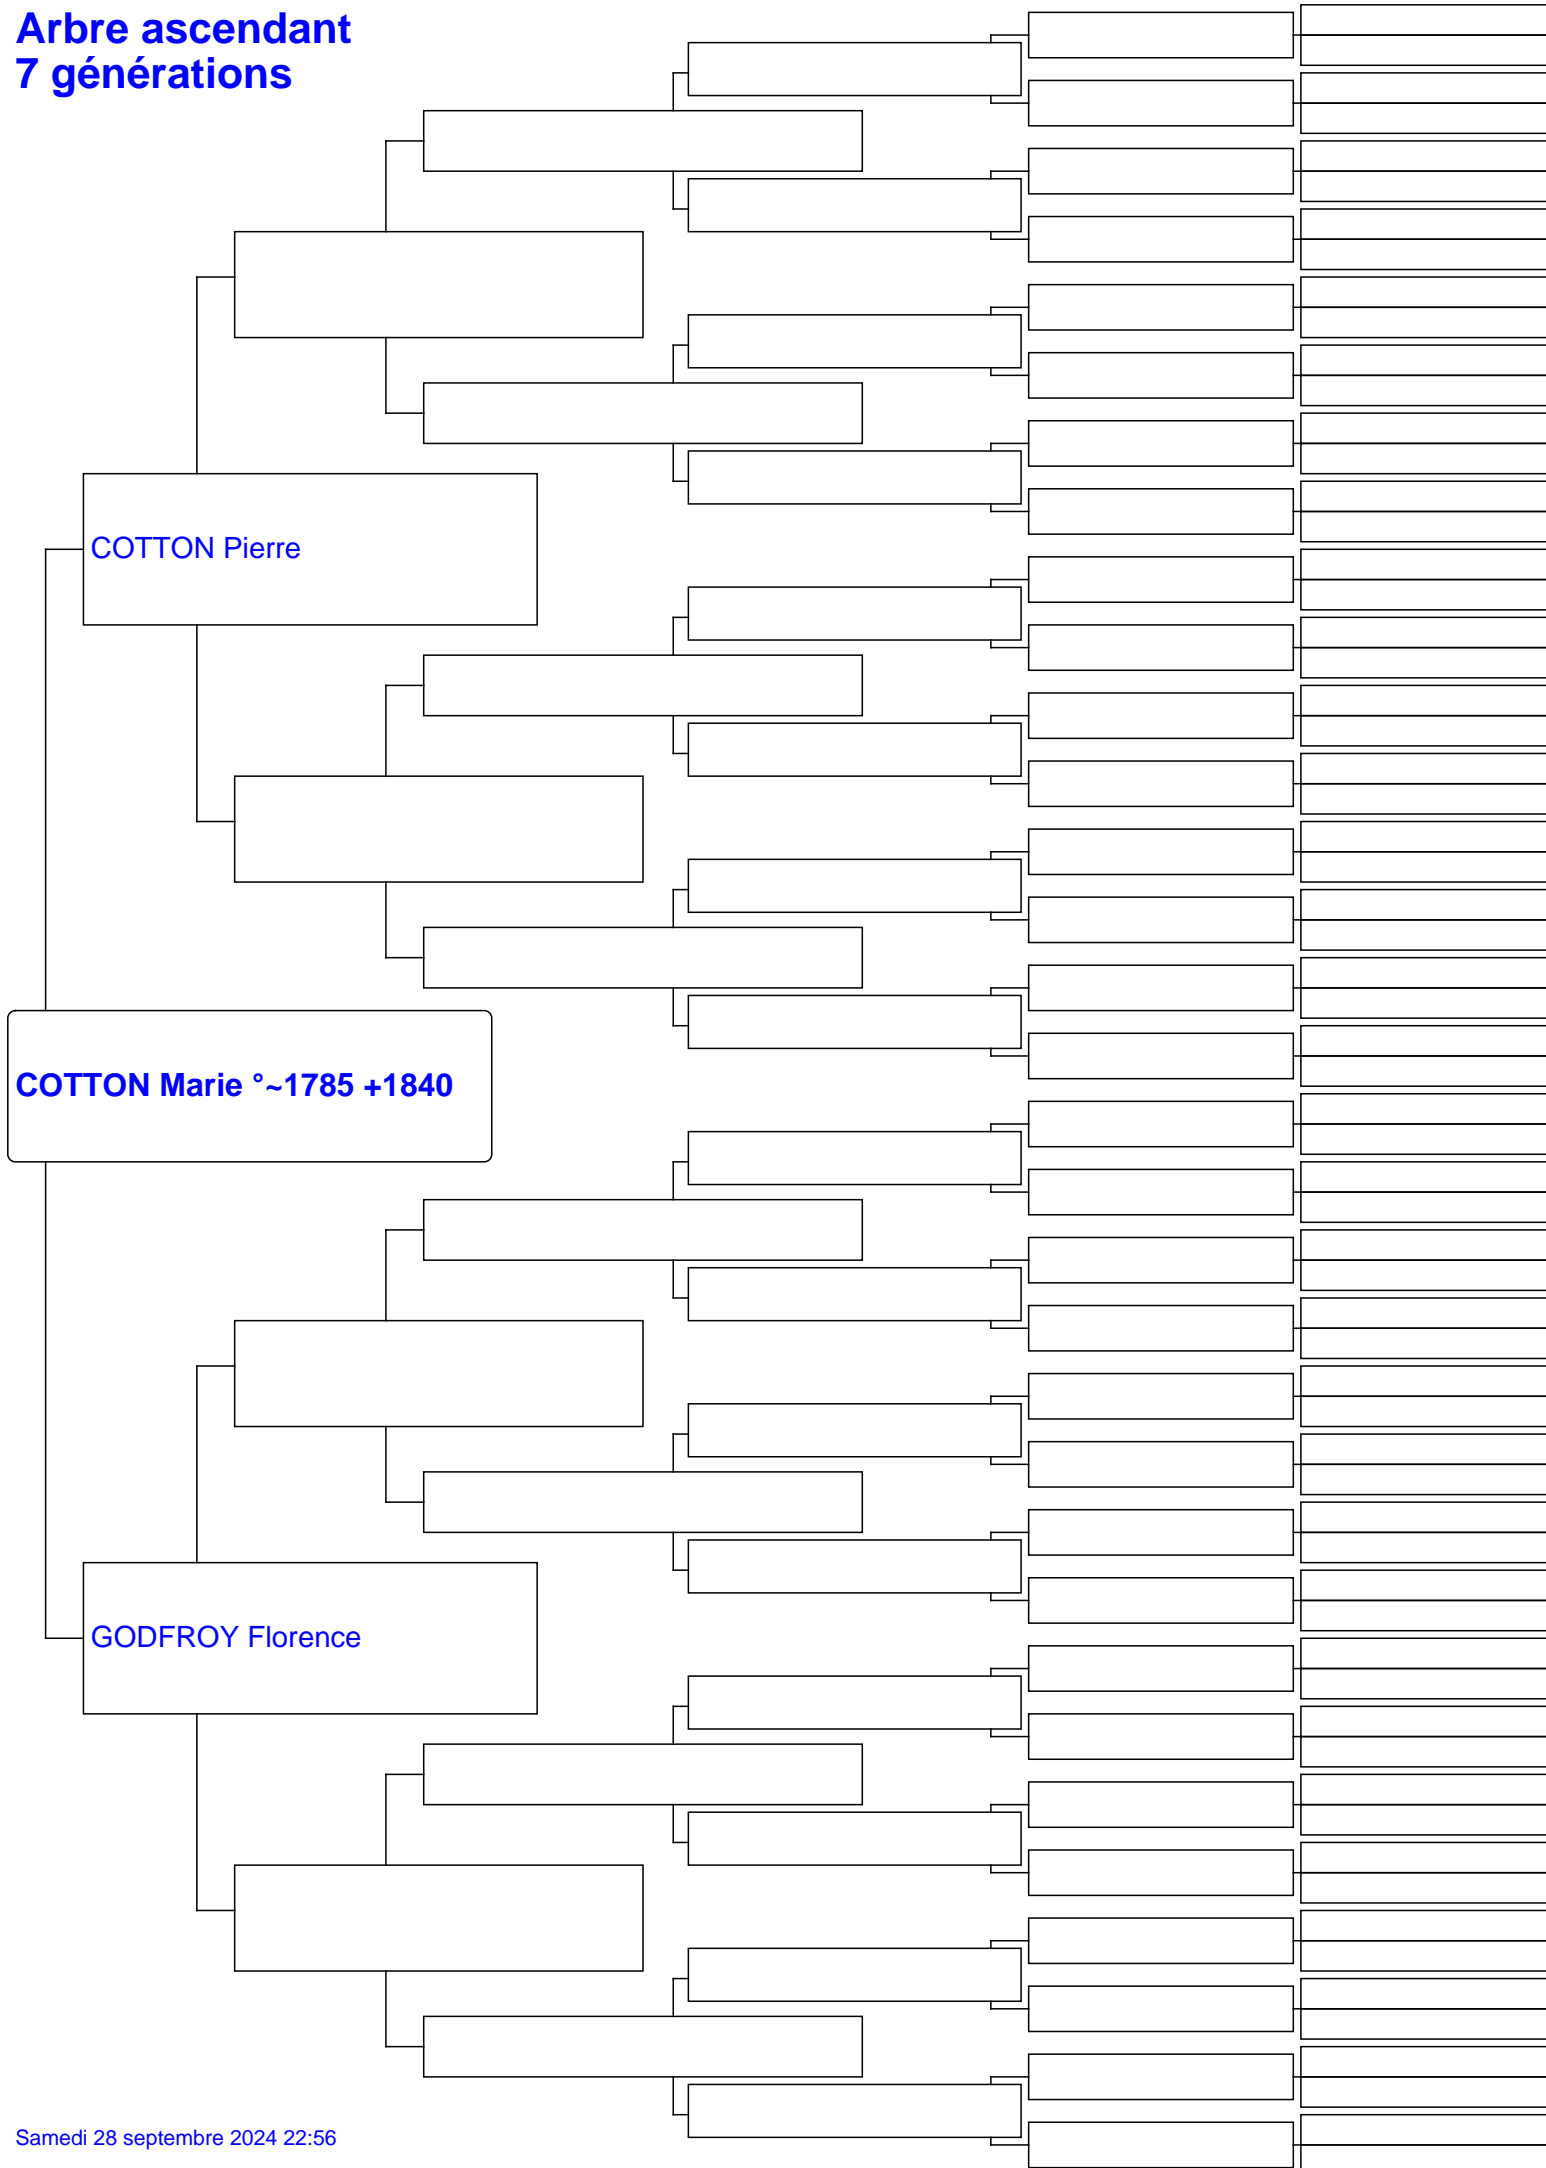 Arbre ascendant
7 générations
COTTON Pierre
COTTON Marie °~1785 +1840
GODFROY Florence
Samedi 28 septembre 2024 22:56